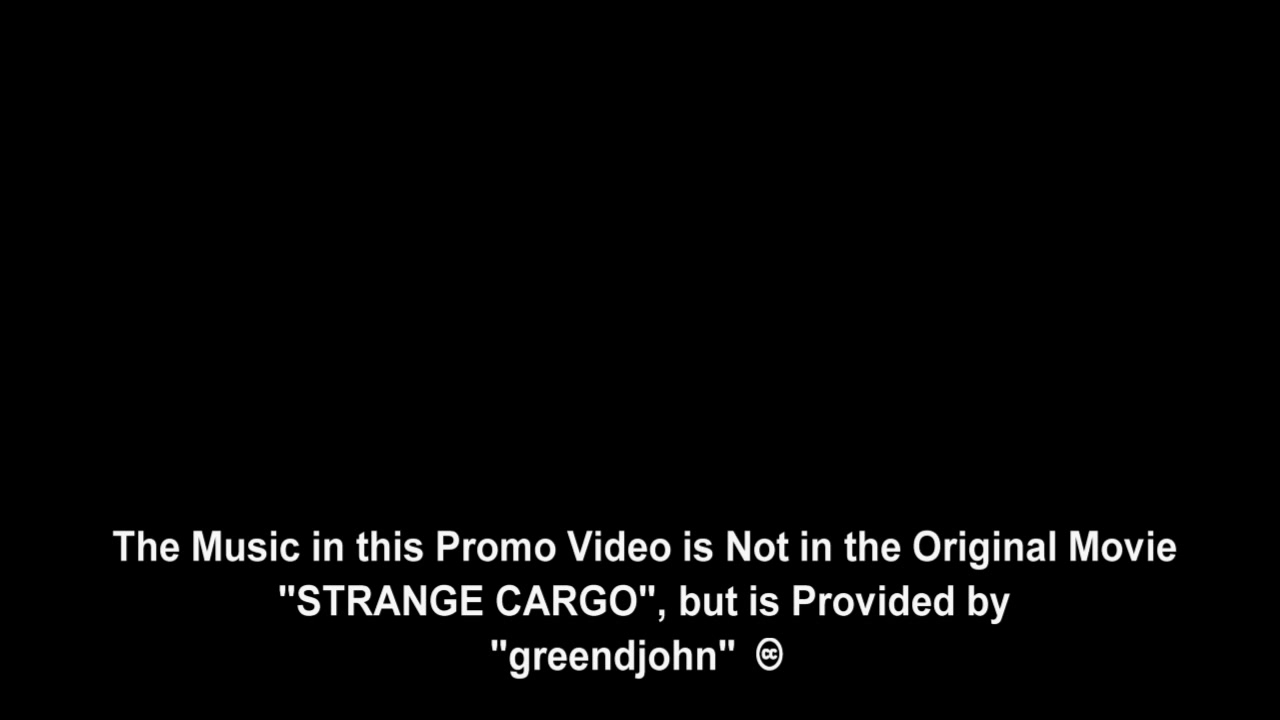 The Music in this Promo Video is Not in the Original Movie
"STRANGE CARGO", but is Provided by
"greendjohn" 🅭